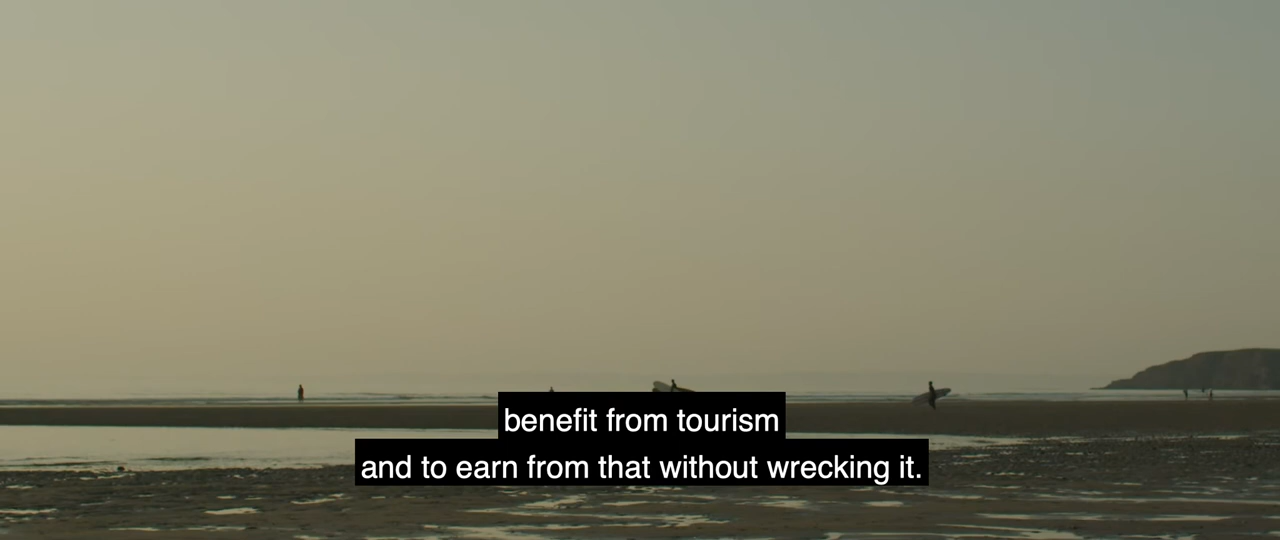 benefit from tourism
and to earn from that without wrecking it.